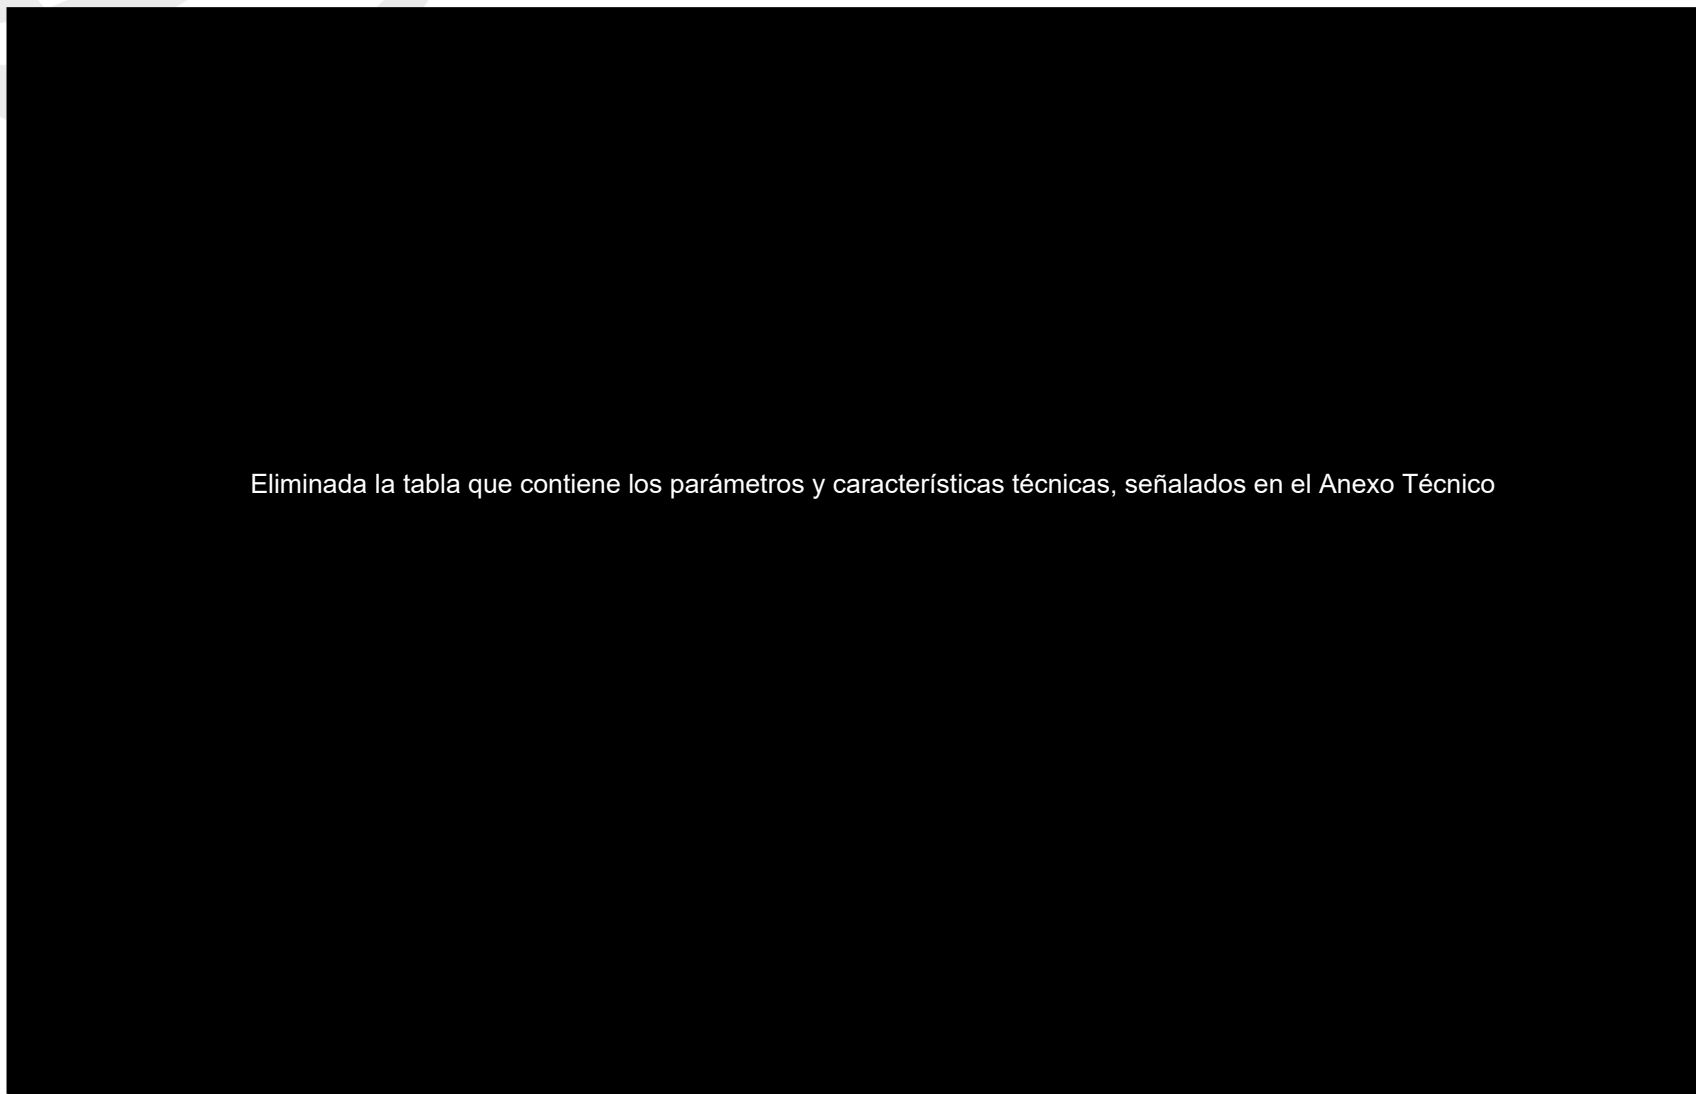 Eliminada la tabla que contiene los parámetros y características técnicas, señalados en el Anexo Técnico